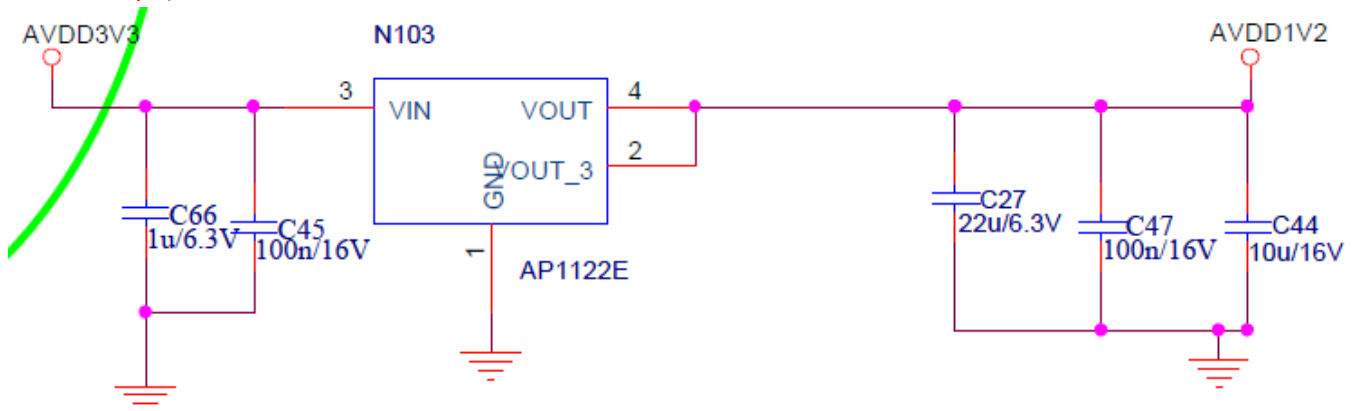 AVDD3V3
N103
AVDD1V2
3
VIN
VOUT
4
GND
VOUT_3
2
C66
1u/6.3V
C45
100n/16V
1
AP1122E
C27
22u/6.3V
C47
100n/16V
C44
10u/16V